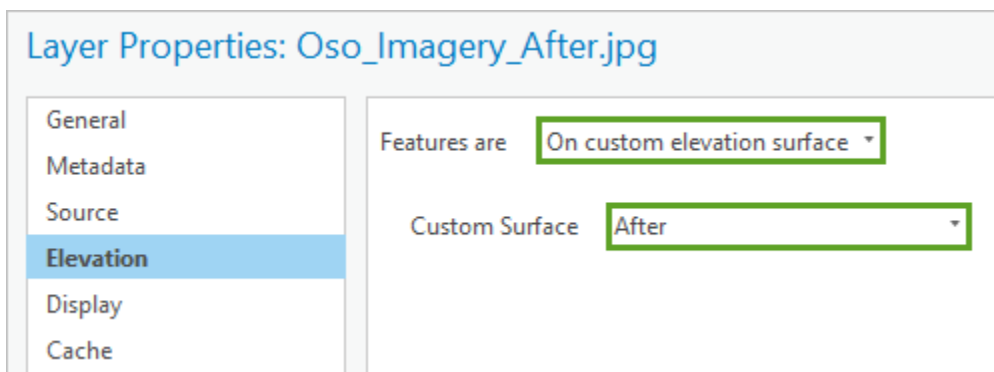 Layer Properties: Oso_Imagery_After.jpg
General
Metadata
Source
Elevation
Display
Cache
Features are On custom elevation surface
Custom Surface After